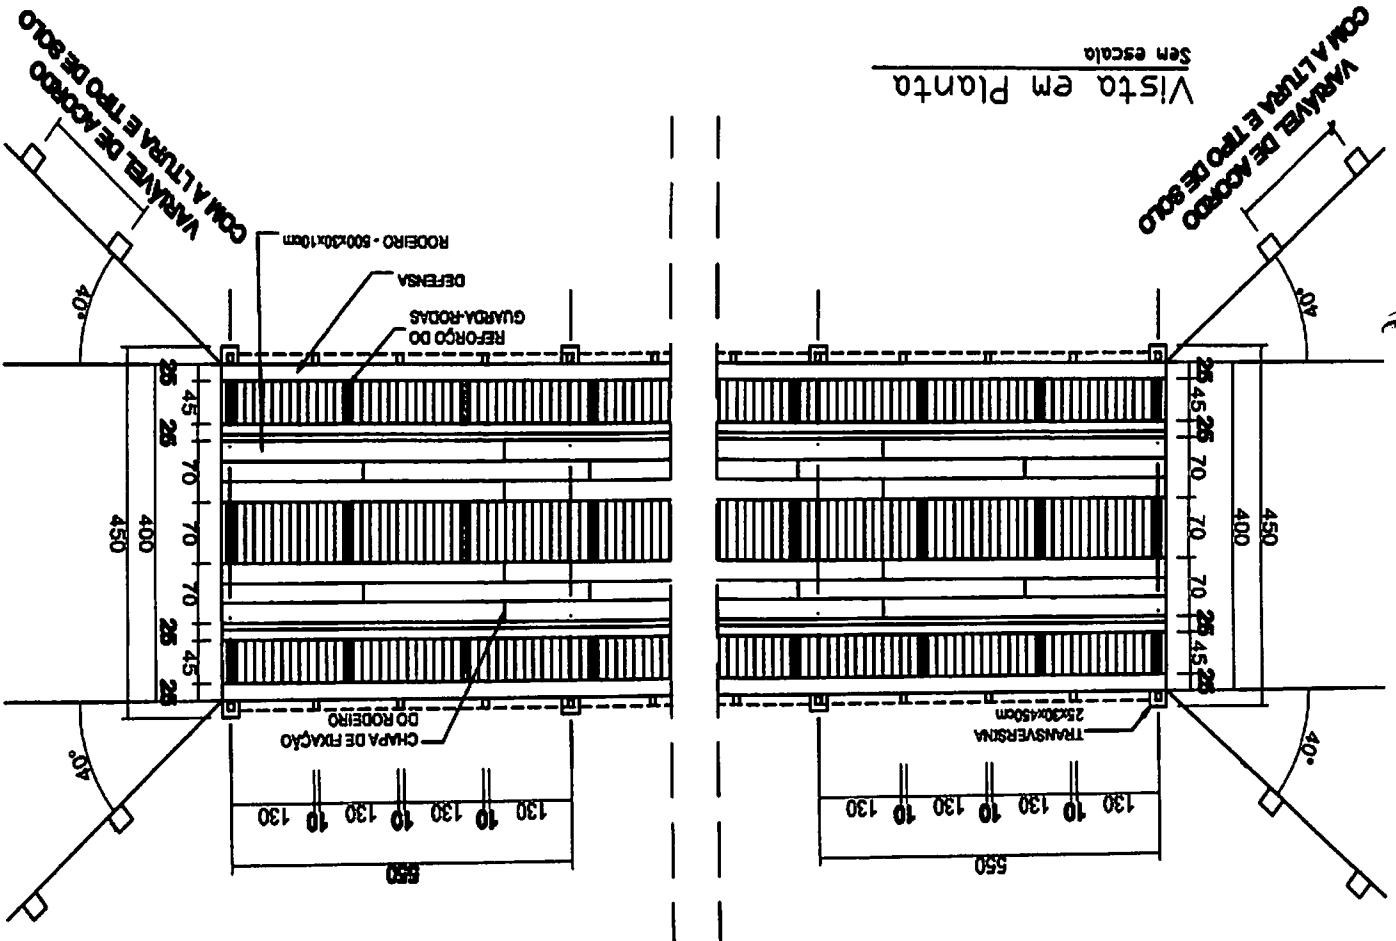 550
550
130 10 130 10 130 10 130
130 10 130 10 130 10 130
40°
TRANSVERSINA
25x30x450cm
CHAPA DE FIXAÇÃO
DO RODEIRO
40°
25
45
25
70
70
70
25
45
25
400
450
25
45
25
70
70
70
25
45
25
400
450
40°
REFORÇO DO
GUARDA-RODAS
DEFENSA
RODEIRO - 500x30x10cm
40°
VARIÁVEL DE ACORDO
COM A LTURA E TIPO DE SOLO
VARIÁVEL DE ACORDO
COM A LTURA E TIPO DE SOLO
Vista em Planta
Sem escala